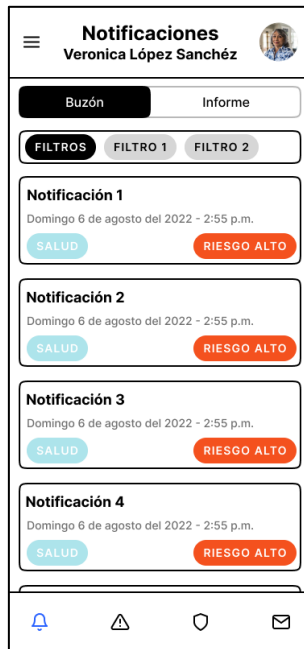 Notificaciones
Veronica López Sanchéz
Buzón Informe
FILTROS FILTRO 1 FILTRO 2
Notificación 1
Domingo 6 de agosto del 2022 - 2:55 p.m.
SALUD RIESGO ALTO
Notificación 2
Domingo 6 de agosto del 2022 - 2:55 p.m.
SALUD RIESGO ALTO
Notificación 3
Domingo 6 de agosto del 2022 - 2:55 p.m.
SALUD RIESGO ALTO
Notificación 4
Domingo 6 de agosto del 2022 - 2:55 p.m.
SALUD RIESGO ALTO